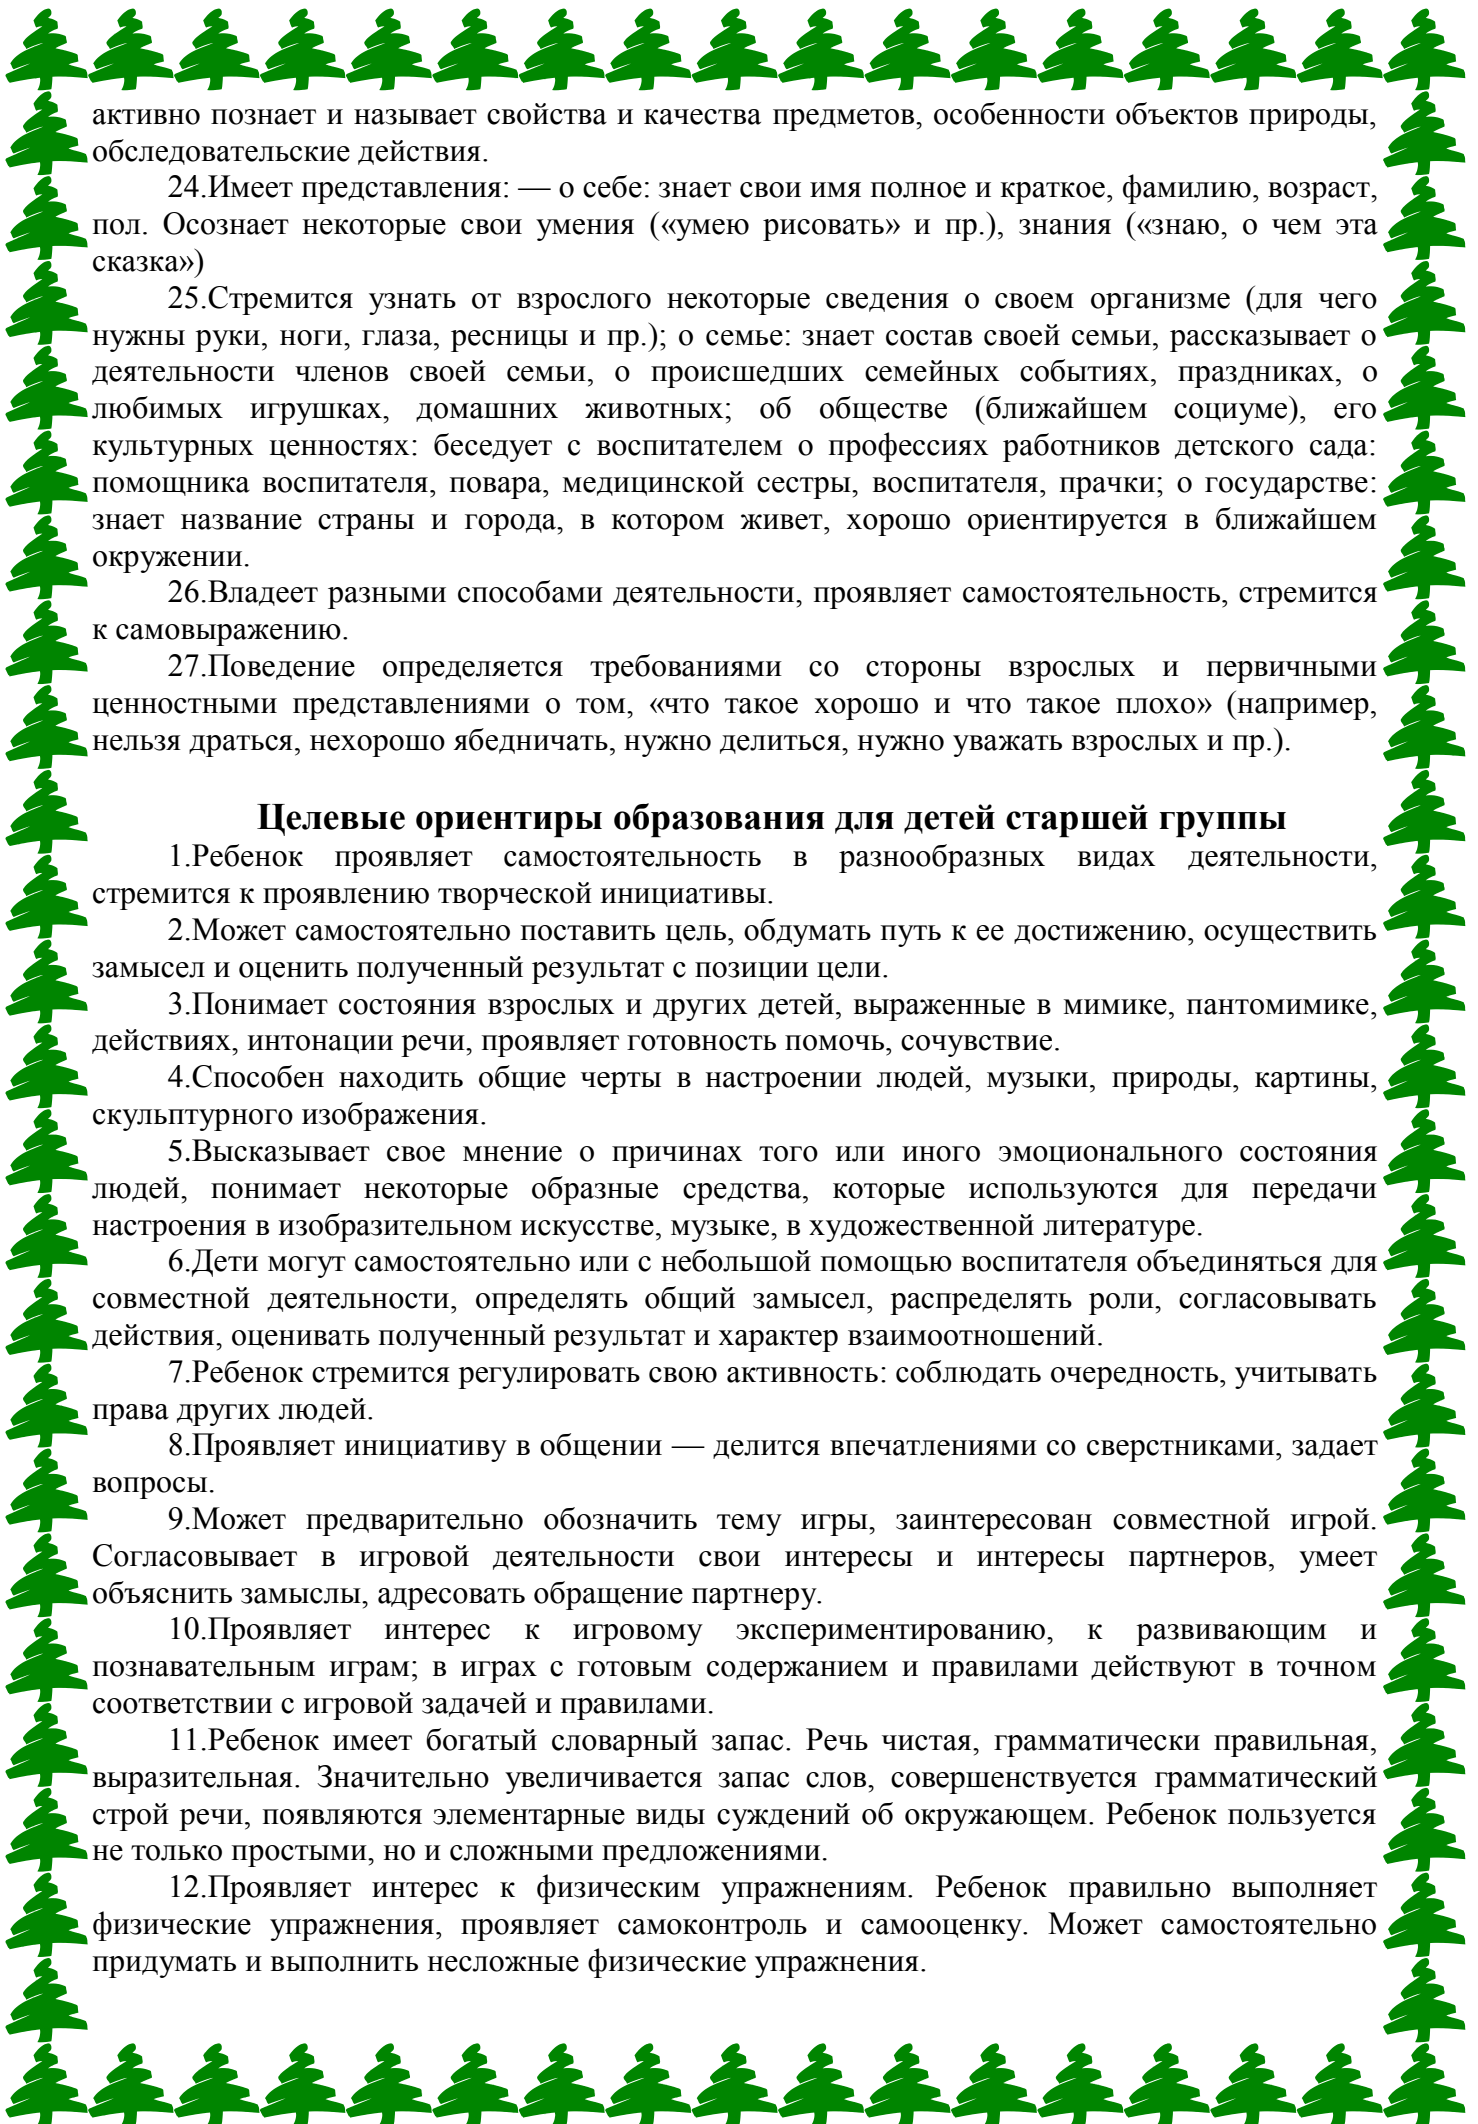 активно познает и называет свойства и качества предметов, особенности объектов природы,
обследовательские действия.
24.Имеет представления: — о себе: знает свои имя полное и краткое, фамилию, возраст,
пол. Осознает некоторые свои умения («умею рисовать» и пр.), знания («знаю, о чем эта
сказка»)
25.Стремится узнать от взрослого некоторые сведения о своем организме (для чего
нужны руки, ноги, глаза, ресницы и пр.); о семье: знает состав своей семьи, рассказывает о
деятельности членов своей семьи, о происшедших семейных событиях, праздниках, о
любимых игрушках, домашних животных; об обществе (ближайшем социуме), его
культурных ценностях: беседует с воспитателем о профессиях работников детского сада:
помощника воспитателя, повара, медицинской сестры, воспитателя, прачки; о государстве:
знает название страны и города, в котором живет, хорошо ориентируется в ближайшем
окружении.
26.Владеет разными способами деятельности, проявляет самостоятельность, стремится
к самовыражению.
27.Поведение определяется требованиями со стороны взрослых и первичными
ценностными представлениями о том, «что такое хорошо и что такое плохо» (например,
нельзя драться, нехорошо ябедничать, нужно делиться, нужно уважать взрослых и пр.).
Целевые ориентиры образования для детей старшей группы
1.Ребенок проявляет самостоятельность в разнообразных видах деятельности,
стремится к проявлению творческой инициативы.
2.Может самостоятельно поставить цель, обдумать путь к ее достижению, осуществить
замысел и оценить полученный результат с позиции цели.
3.Понимает состояния взрослых и других детей, выраженные в мимике, пантомимике,
действиях, интонации речи, проявляет готовность помочь, сочувствие.
4.Способен находить общие черты в настроении людей, музыки, природы, картины,
скульптурного изображения.
5.Высказывает свое мнение о причинах того или иного эмоционального состояния
людей, понимает некоторые образные средства, которые используются для передачи
настроения в изобразительном искусстве, музыке, в художественной литературе.
6.Дети могут самостоятельно или с небольшой помощью воспитателя объединяться для
совместной деятельности, определять общий замысел, распределять роли, согласовывать
действия, оценивать полученный результат и характер взаимоотношений.
7.Ребенок стремится регулировать свою активность: соблюдать очередность, учитывать
права других людей.
8.Проявляет инициативу в общении — делится впечатлениями со сверстниками, задает
вопросы.
9.Может предварительно обозначить тему игры, заинтересован совместной игрой.
Согласовывает в игровой деятельности свои интересы и интересы партнеров, умеет
объяснить замыслы, адресовать обращение партнеру.
10.Проявляет интерес к игровому экспериментированию, к развивающим и
познавательным играм; в играх с готовым содержанием и правилами действуют в точном
соответствии с игровой задачей и правилами.
11.Ребенок имеет богатый словарный запас. Речь чистая, грамматически правильная,
выразительная. Значительно увеличивается запас слов, совершенствуется грамматический
строй речи, появляются элементарные виды суждений об окружающем. Ребенок пользуется
не только простыми, но и сложными предложениями.
12.Проявляет интерес к физическим упражнениям. Ребенок правильно выполняет
физические упражнения, проявляет самоконтроль и самооценку. Может самостоятельно
придумать и выполнить несложные физические упражнения.